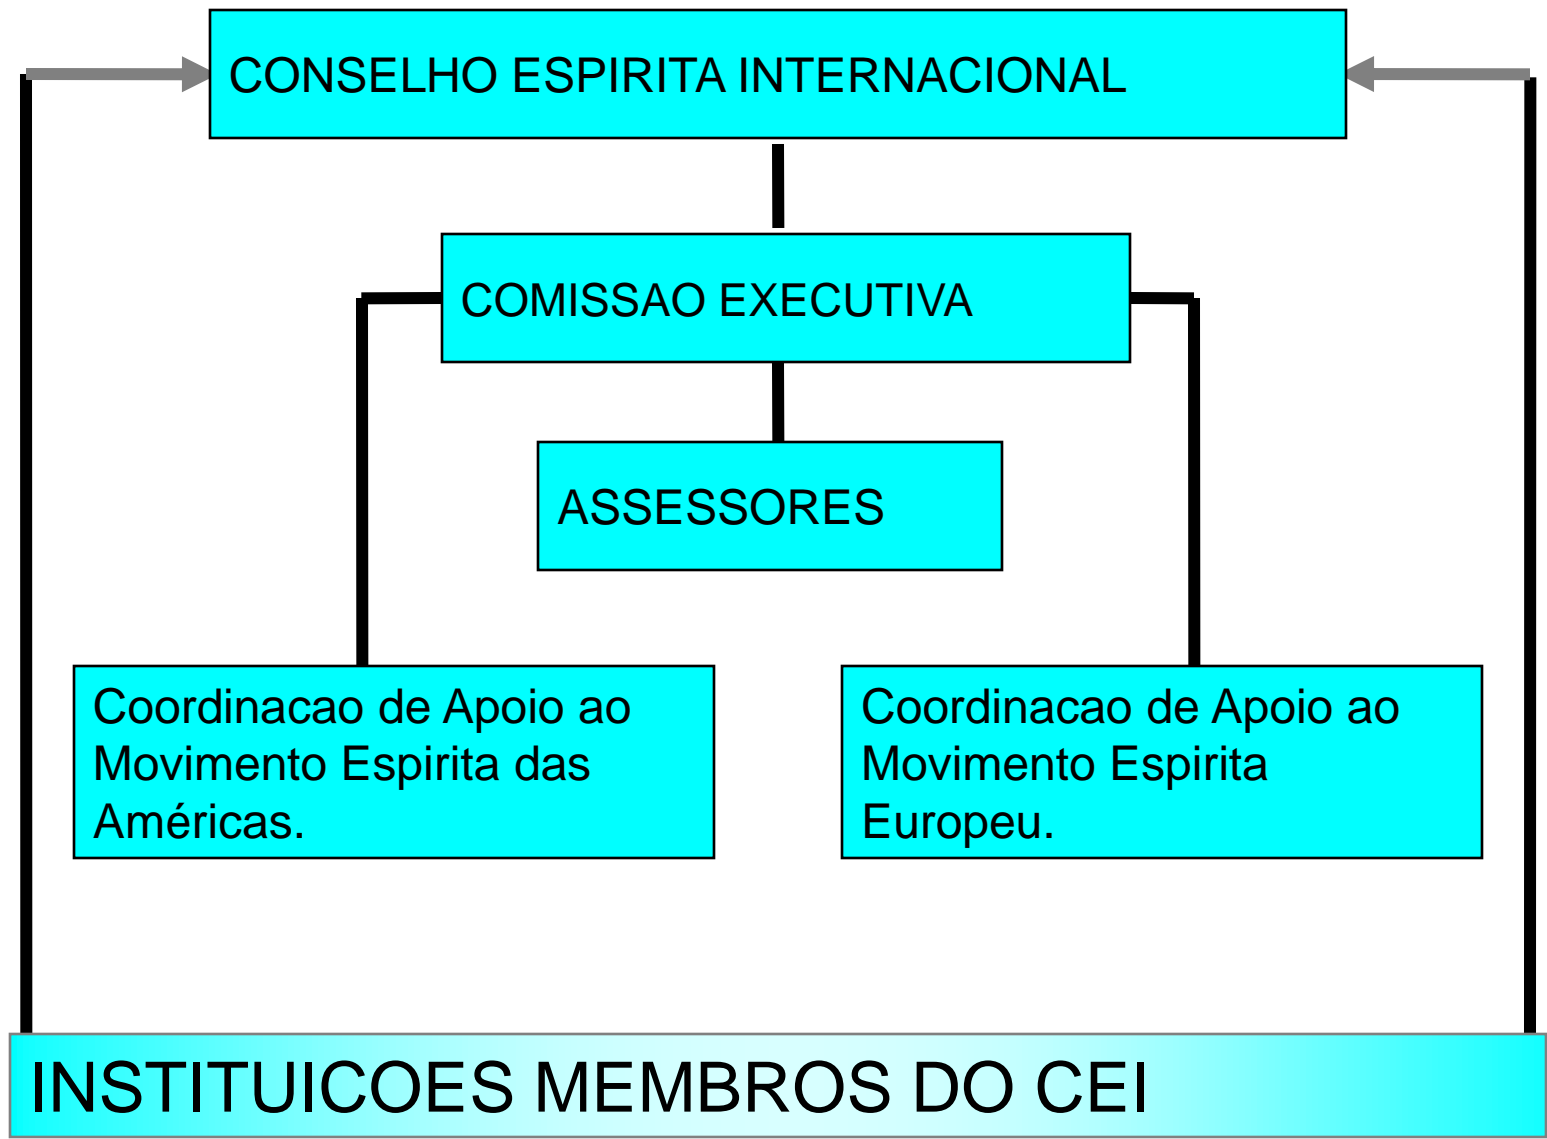 CONSELHO ESPIRITA INTERNACIONAL
COMISSAO EXECUTIVA
ASSESSORES
Coordinacao de Apoio ao
Movimento Espirita das
Américas.
Coordinacao de Apoio ao
Movimento Espirita
Europeu.
INSTITUICOES MEMBROS DO CEI